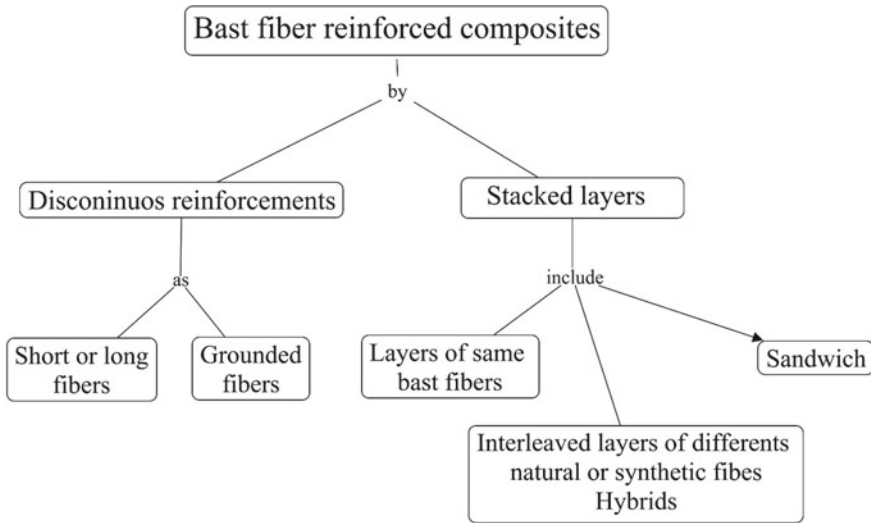 Bast fiber reinforced composites
by
Disconinuos reinforcements
Stacked layers
as
include
Short or long
fibers
Grounded
fibers
Layers of same
bast fibers
Sandwich
Interleaved layers of differents
natural or synthetic fibes
Hybrids